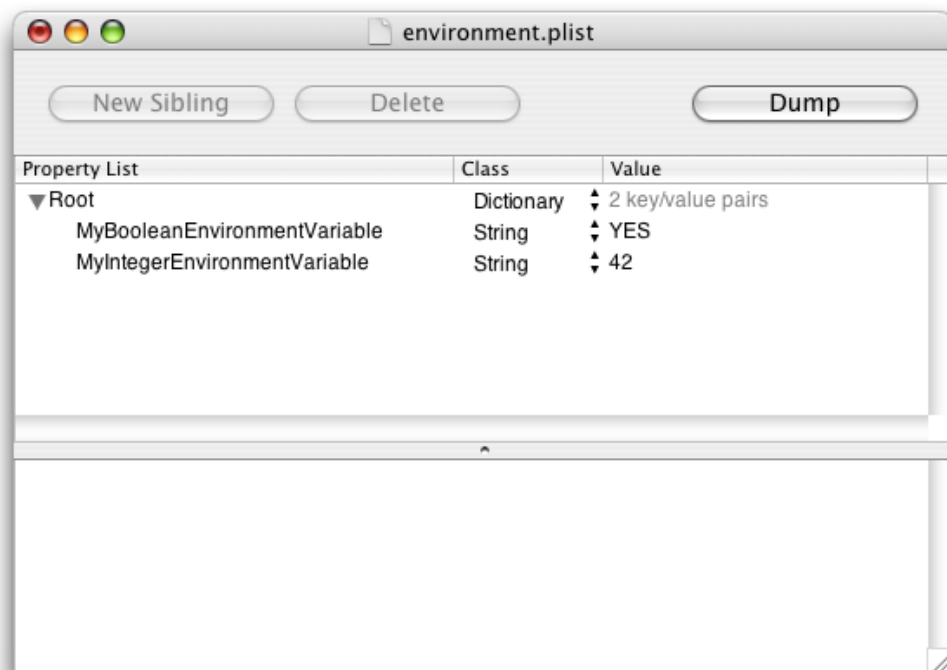 environment.plist
New Sibling Delete Dump
Property List Class Value
Root Dictionary 2 key/value pairs
MyBooleanEnvironmentVariable String YES
MyIntegerEnvironmentVariable String 42